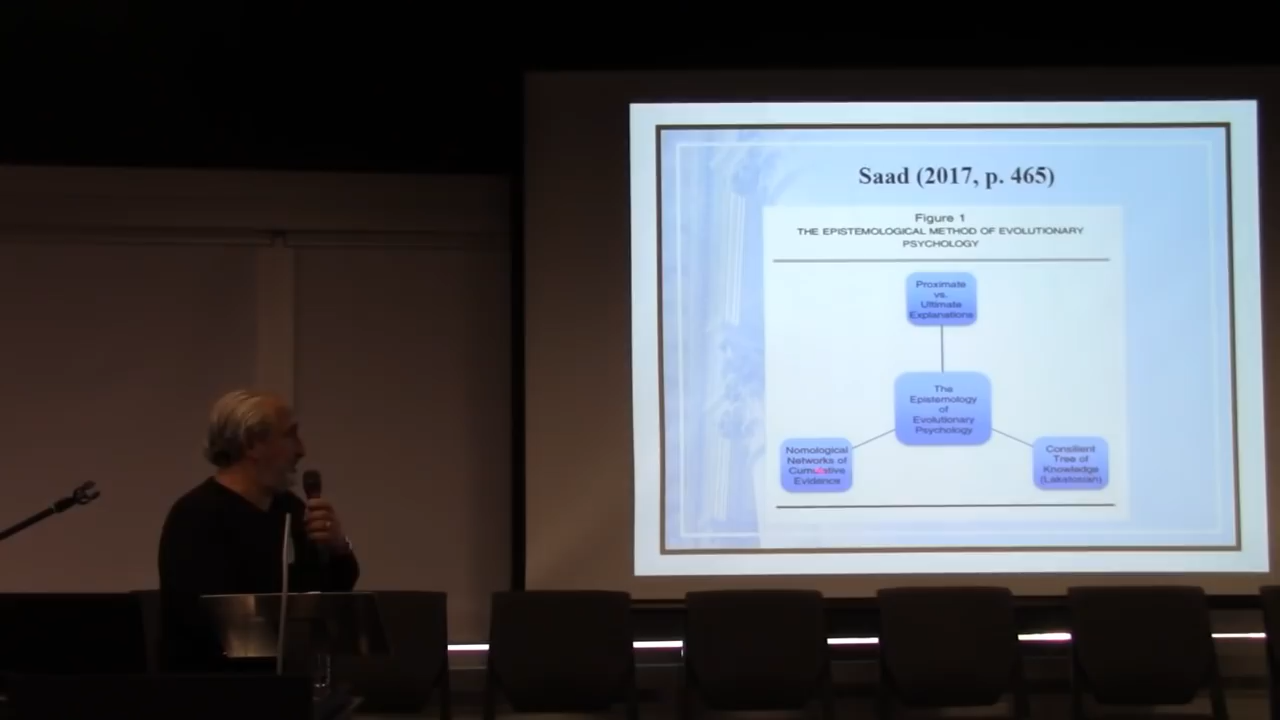 Saad (2017, p. 465)
Figure 1
THE EPISTEMOLOGICAL METHOD OF EVOLUTIONARY
PSYCHOLOGY
Proximate
vs.
Ultimate
Explanations
The
Epistemology
of
Evolutionary
Psychology
Nomological
Networks of
Cumulative
Evidence
Consilient
Tree of
Knowledge
(Lakatosian)